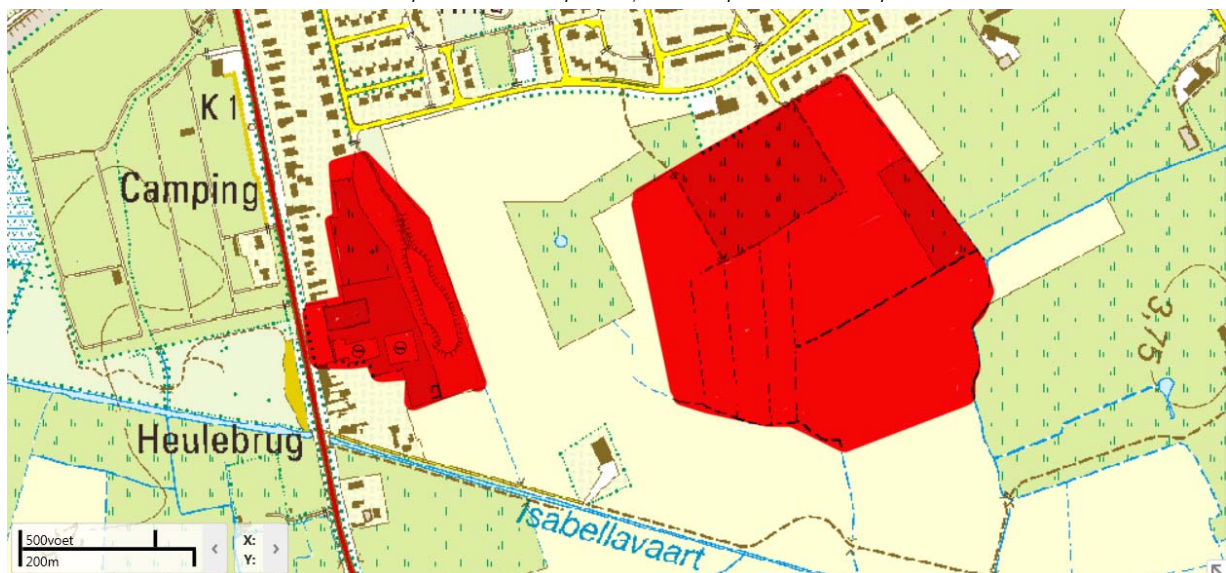 K 1
Camping
Heulebrug
3,75
Isabellavaart
500voet
200m
X:
Y: